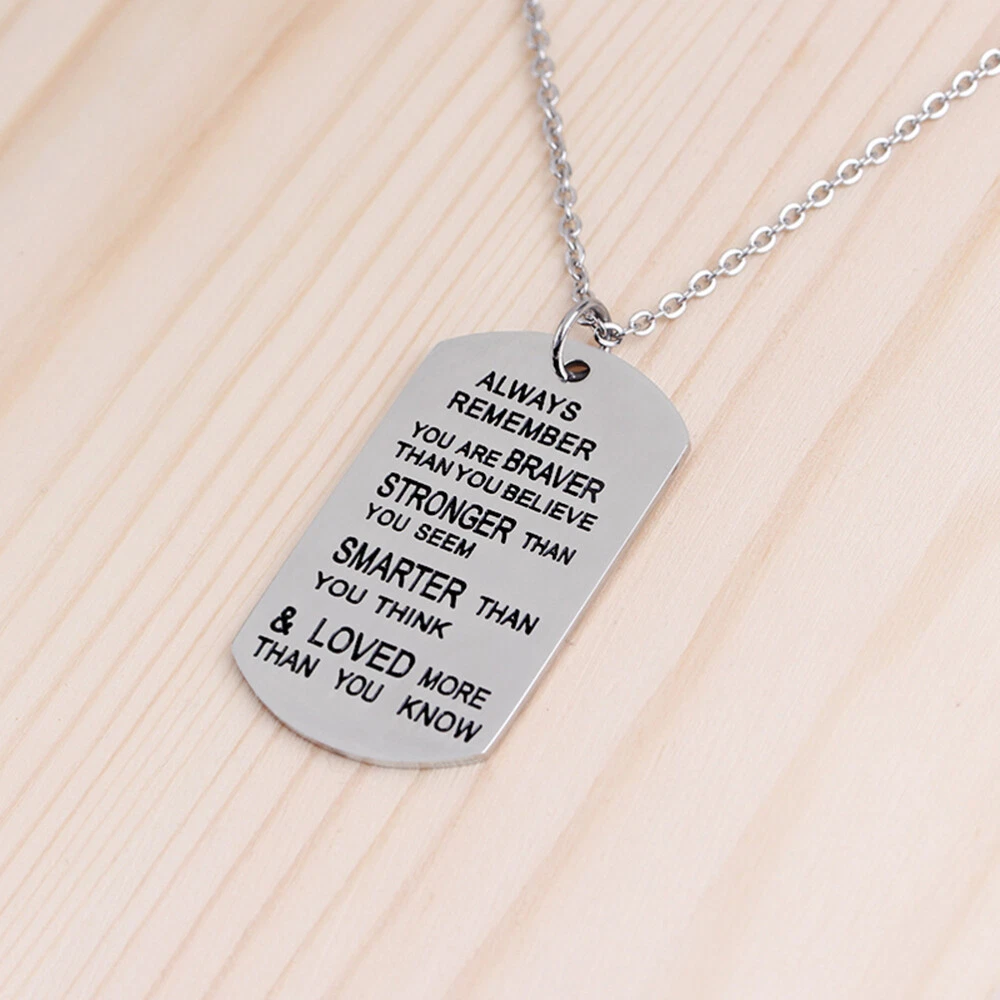 ALWAYS
REMEMBER
YOU ARE BRAVER
THAN YOU BELIEVE
STRONGER THAN
YOU SEEM
SMARTER THAN
YOU THINK
& LOVED MORE
THAN YOU KNOW